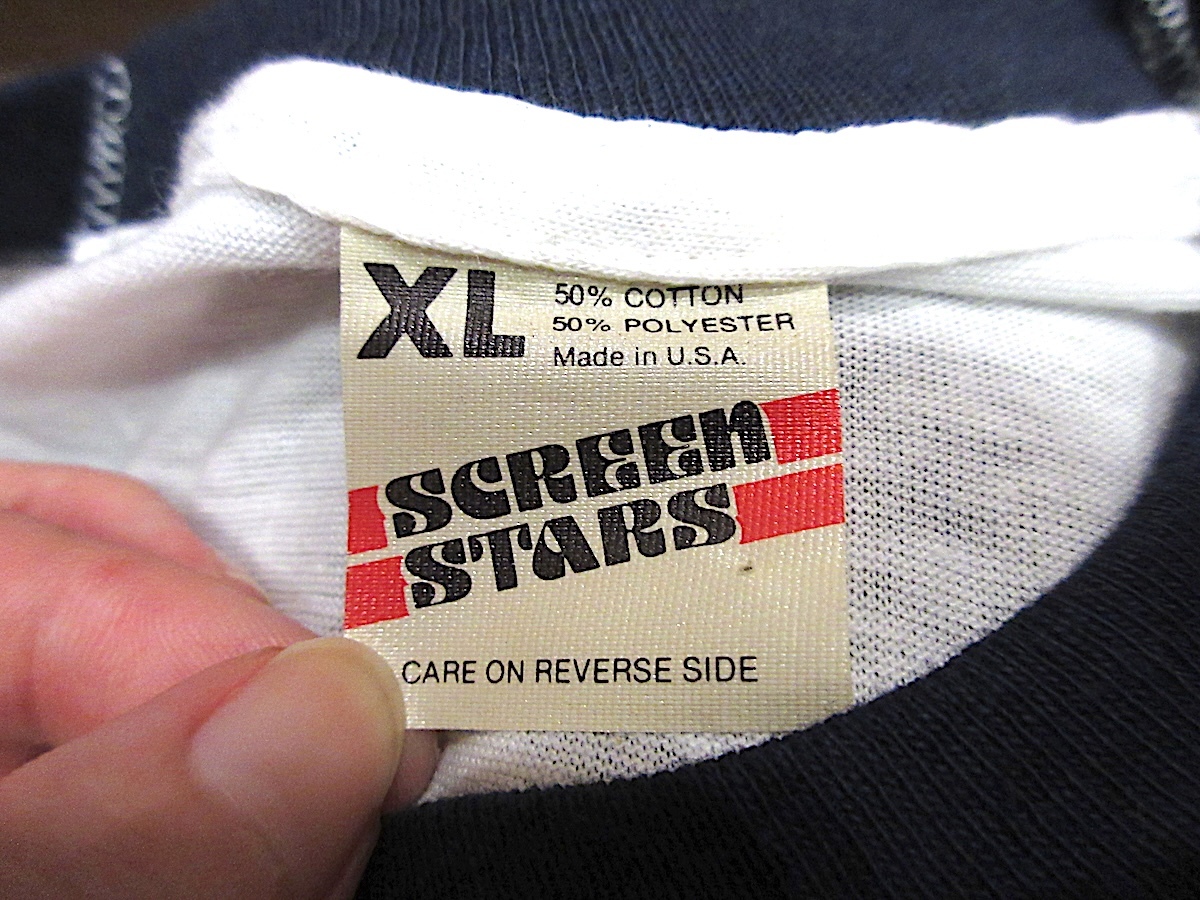 XL
50% COTTON
50% POLYESTER
Made in U.S.A.
SCREEN
STARS
CARE ON REVERSE SIDE